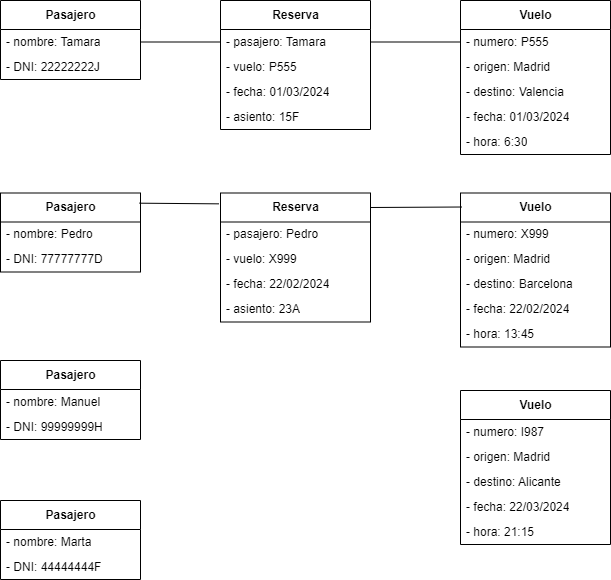 Pasajero
- nombre: Tamara
- DNI: 22222222J
Reserva
- pasajero: Tamara
- vuelo: P555
- fecha: 01/03/2024
- asiento: 15F
Vuelo
- numero: P555
- origen: Madrid
- destino: Valencia
- fecha: 01/03/2024
- hora: 6:30
Pasajero
- nombre: Pedro
- DNI: 77777777D
Reserva
- pasajero: Pedro
- vuelo: X999
- fecha: 22/02/2024
- asiento: 23A
Vuelo
- numero: X999
- origen: Madrid
- destino: Barcelona
- fecha: 22/02/2024
- hora: 13:45
Pasajero
- nombre: Manuel
- DNI: 99999999H
Vuelo
- numero: I987
- origen: Madrid
- destino: Alicante
- fecha: 22/03/2024
- hora: 21:15
Pasajero
- nombre: Marta
- DNI: 44444444F